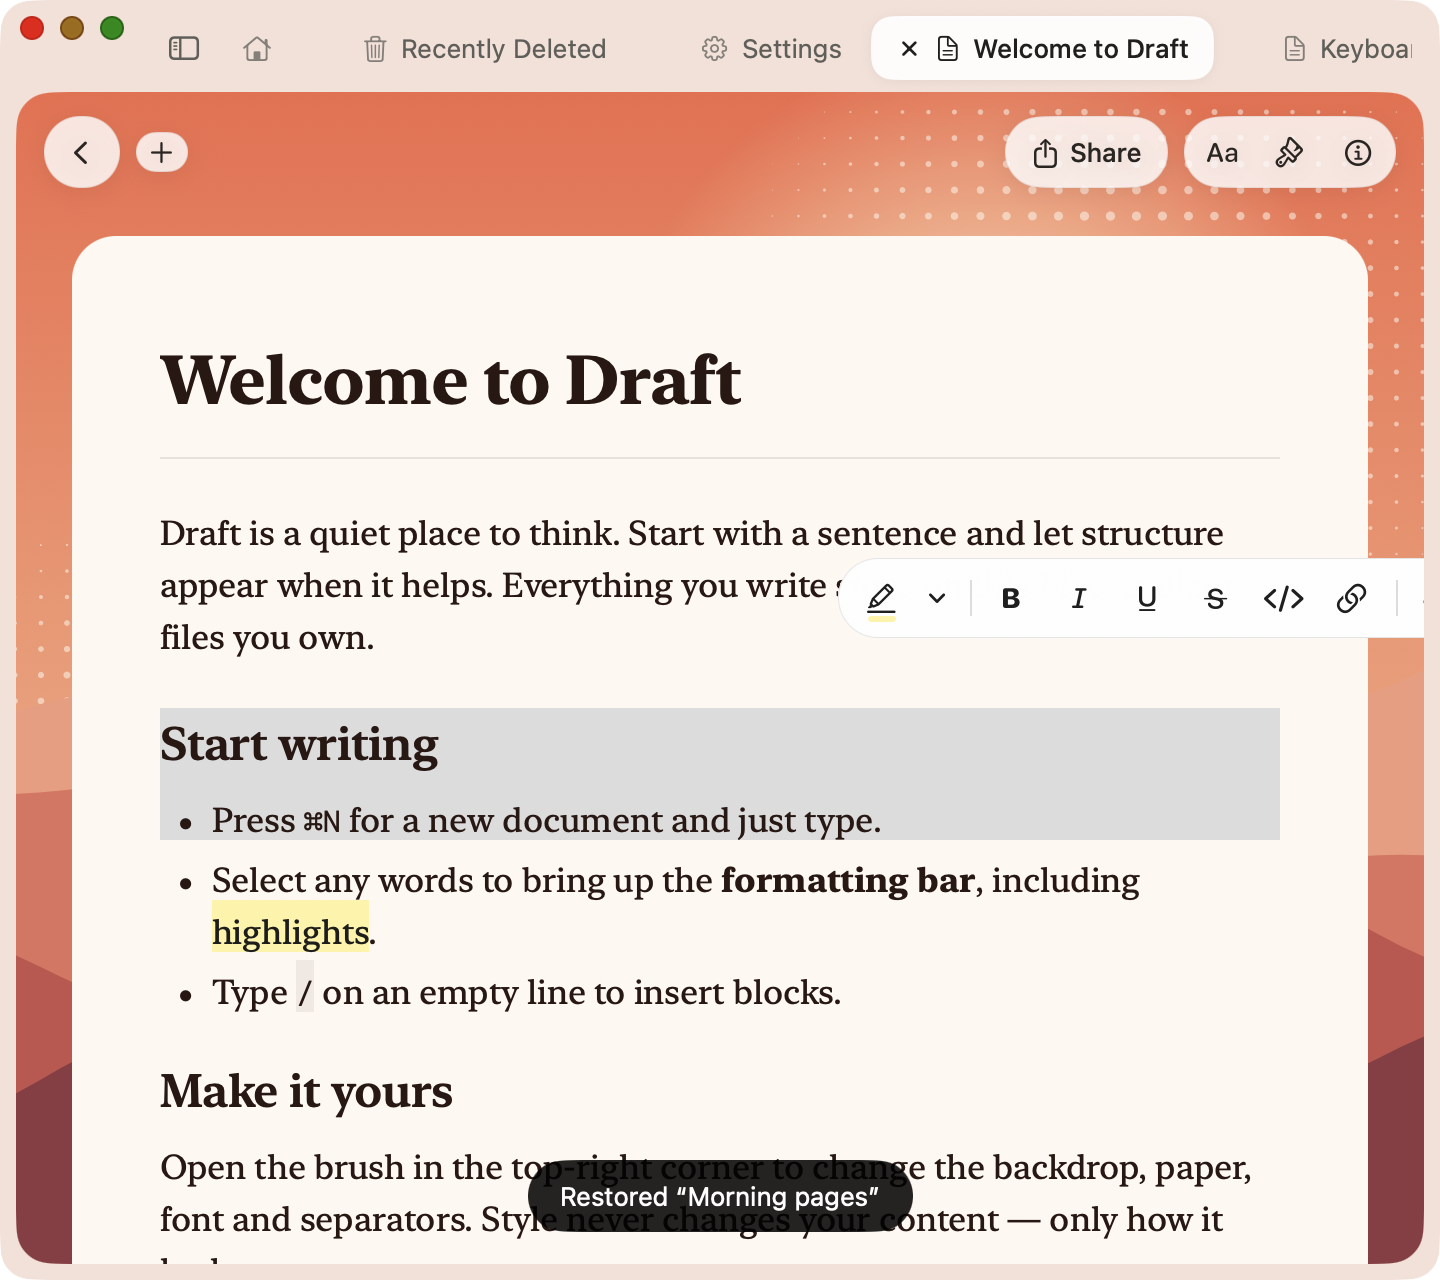 Recently Deleted
Settings
Welcome to Draft
Share
Aa
Welcome to Draft
Draft is a quiet place to think. Start with a sentence and let structure
appear when it helps. Everything you write
files you own.
B I U S </>
Start writing
• Press ⌘N for a new document and just type.
• Select any words to bring up the formatting bar, including
highlights.
• Type / on an empty line to insert blocks.
Make it yours
Open the brush in the top-right corner to change the backdrop, paper,
font and separators. Style never changes your content — only how it
Restored “Morning pages”